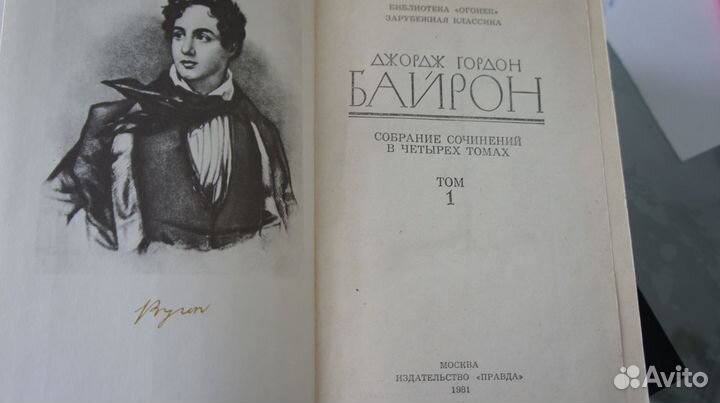 Byron
БИБЛИОТЕКА «ОГОНЕК»
ЗАРУБЕЖНАЯ КЛАССИКА
ДЖОРДЖ ГОРДОН
БАЙРОН
СОБРАНИЕ СОЧИНЕНИЙ
В ЧЕТЫРЕХ ТОМАХ
ТОМ
1
МОСКВА
ИЗДАТЕЛЬСТВО «ПРАВДА»
1981
Avito